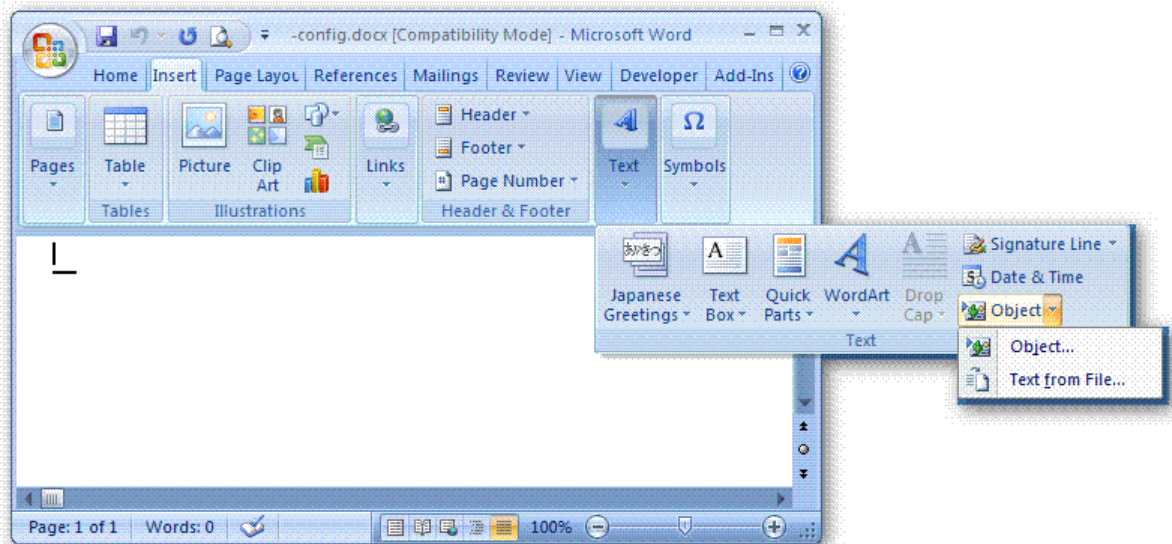 -config.docx [Compatibility Mode] - Microsoft Word
Home Insert Page Layou References Mailings Review View Developer Add-Ins
Pages
Table
Tables
Picture
Clip
Art
Illustrations
Links
Header
Footer
Page Number
Header & Footer
Text
Ω
Symbols
A
Japanese
Greetings
Text
Box
Quick
Parts
WordArt
Drop
Cap
Signature Line
Date & Time
Object
Text
Object...
Text from File...
Page: 1 of 1 Words: 0 100%